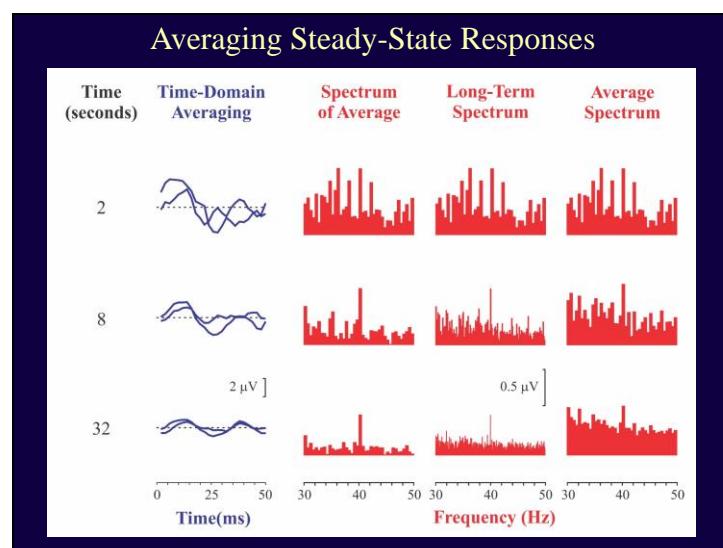 Averaging Steady-State Responses
Time Time-Domain Spectrum Long-Term Average
(seconds) Averaging of Average Spectrum Spectrum
2
8
2 μV 0.5 μV
32
0 25 50 30 40 50 30 40 50 30 40 50
Time(ms) Frequency (Hz)